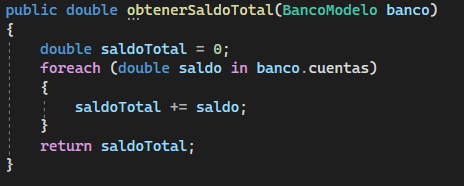 public double obtenerSaldoTotal(BancoModelo banco)
{
    double saldoTotal = 0;
    foreach (double saldo in banco.cuentas)
    {
        saldoTotal += saldo;
    }
    return saldoTotal;
}